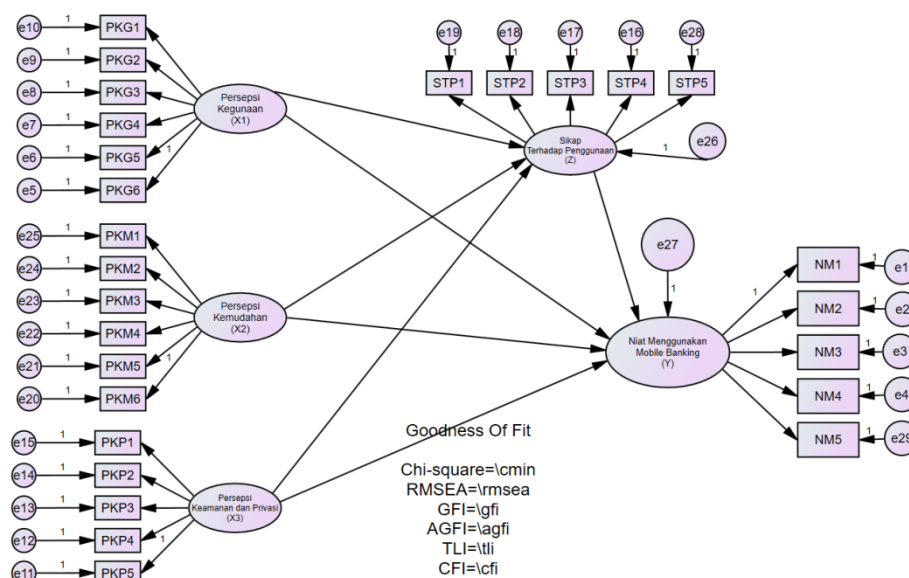 e10 1 PKG1
e9 1 PKG2
e8 1 PKG3
e7 1 PKG4
e6 1 PKG5 1
e5 1 PKG6
Persepsi
Kegunaan
(X1)
e25 1 PKM1
e24 1 PKM2
e23 1 PKM3
e22 1 PKM4
e21 1 PKM5 1
e20 1 PKM6
Persepsi
Kemudahan
(X2)
e15 1 PKP1
e14 1 PKP2
e13 1 PKP3
e12 1 PKP4 1
e11 1 PKP5
Persepsi
Keamanan dan Privasi
(X3)
e19 e18 e17 e16 e28
1 1 1 1 1
STP1 STP2 STP3 STP4 STP5
Sikap
Terhadap Penggunaan
(Z)
1 e26
e27
1
Niat Menggunakan
Mobile Banking
(Y)
1 NM1 1 e1
NM2 1 e2
NM3 1 e3
NM4 1 e4
NM5 1 e29
Goodness Of Fit
Chi-square=\cmin
RMSEA=\rmsea
GFI=\gfi
AGFI=\agfi
TLI=\tli
CFI=\cfi